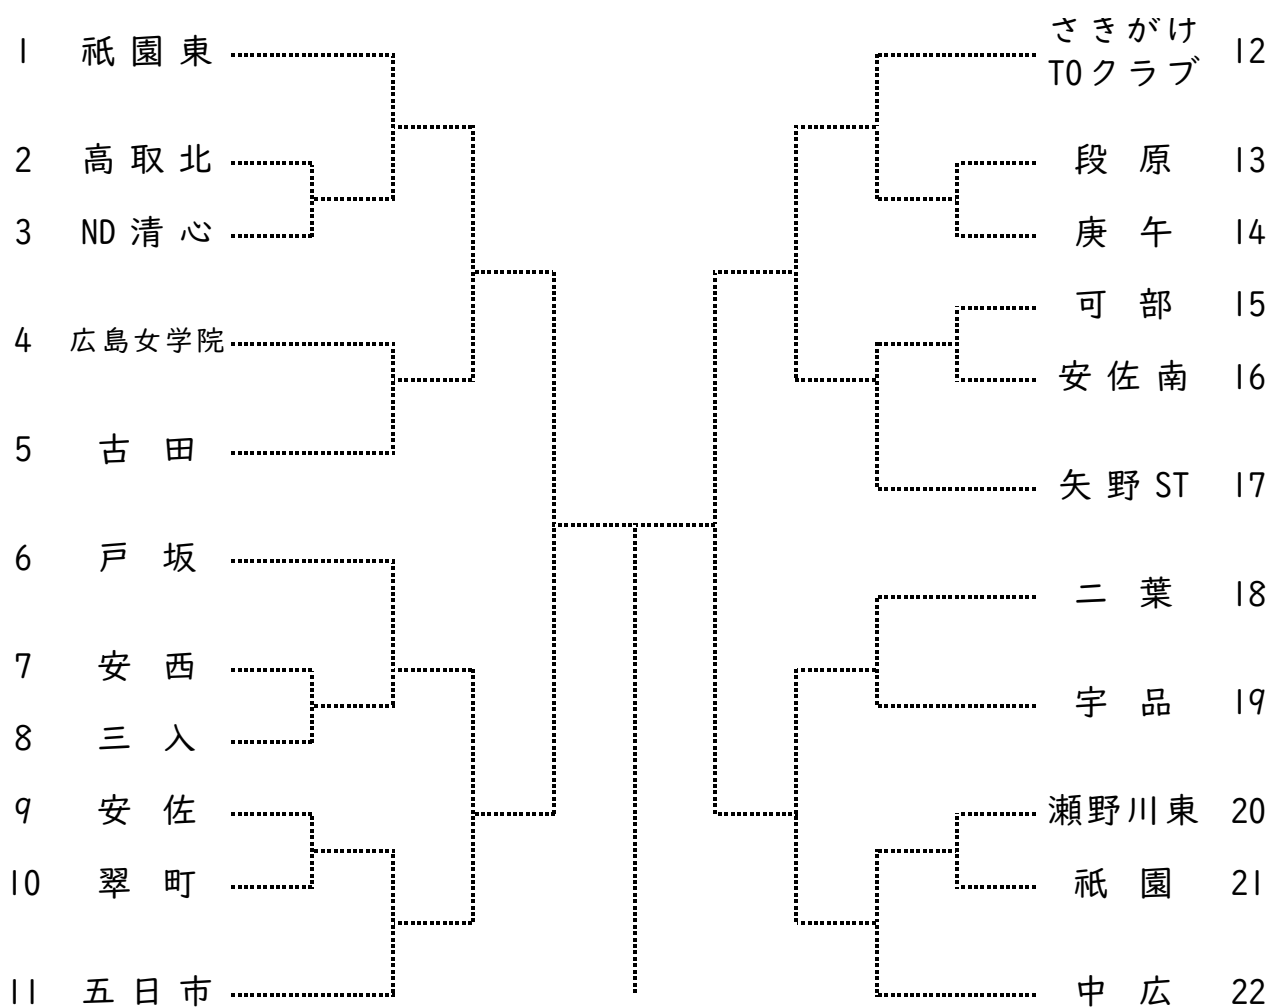 1 祇園東
2 高取北
3 ND清心
4 広島女学院
5 古田
6 戸坂
7 安西
8 三入
9 安佐
10 翠町
11 五日市
さきがけ
TOクラブ 12
段原 13
庚午 14
可部 15
安佐南 16
矢野ST 17
二葉 18
宇品 19
瀬野川東 20
祇園 21
中広 22